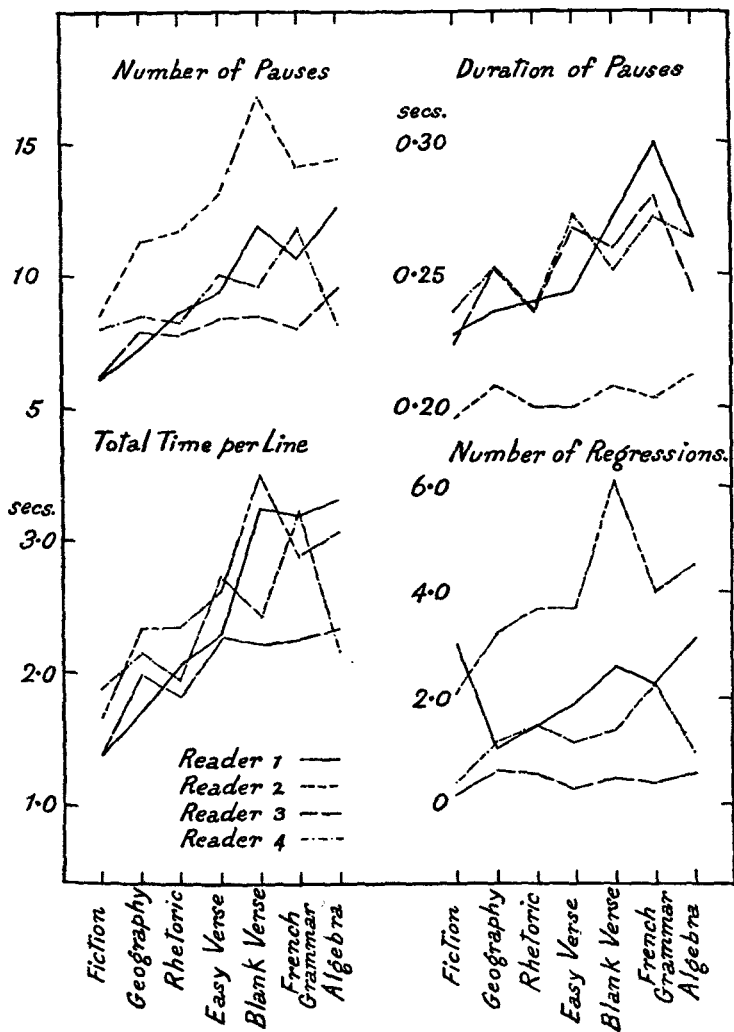 Number of Pauses
15
10
5
Duration of Pauses
secs.
0·30
0·25
0·20
Total Time per Line
secs.
3·0
2·0
1·0
Number of Regressions.
6·0
4·0
2·0
0
Reader 1
Reader 2
Reader 3
Reader 4
Fiction
Geography
Rhetoric
Easy Verse
Blank Verse
French
Grammar
Algebra
Fiction
Geography
Rhetoric
Easy Verse
Blank Verse
French
Grammar
Algebra